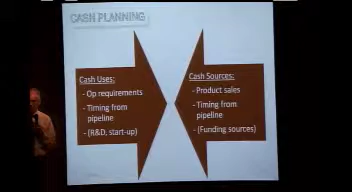 CASH PLANNING
Cash Uses:
- Op requirements
- Timing from
pipeline
- (R&D, start-up)
Cash Sources:
- Product sales
- Timing from
pipeline
- (Funding sources)